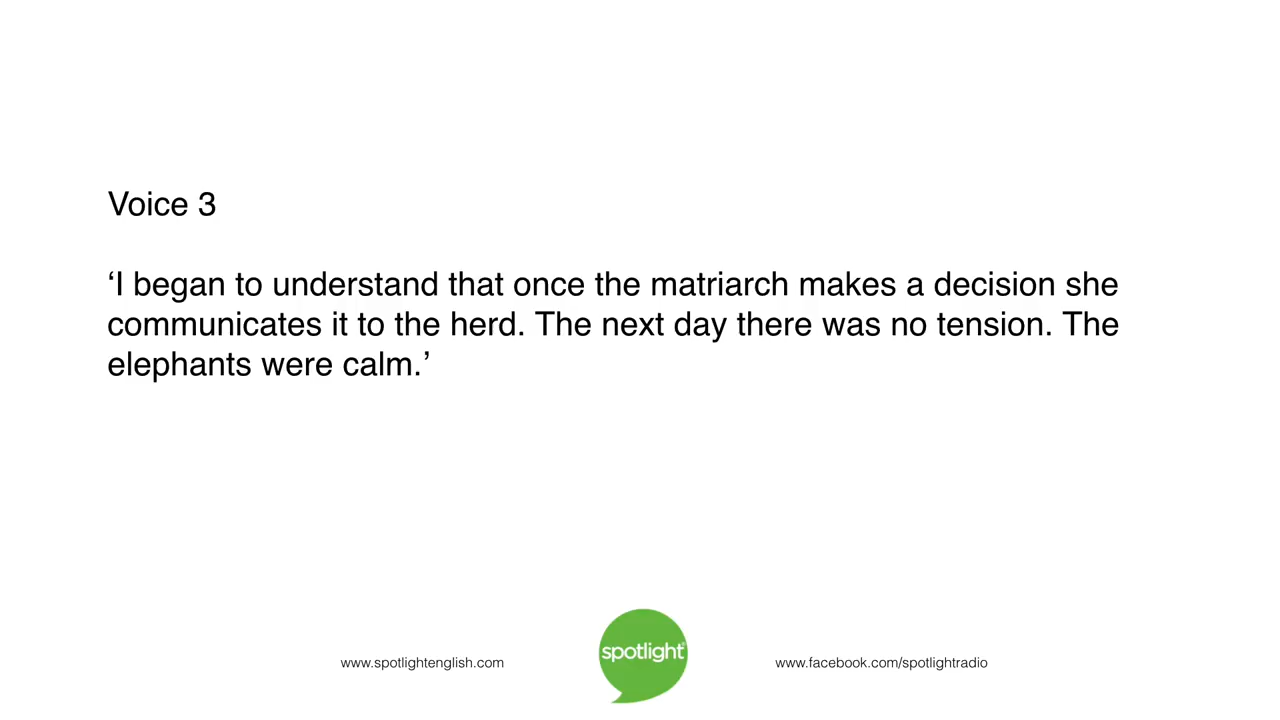 Voice 3
‘I began to understand that once the matriarch makes a decision she
communicates it to the herd. The next day there was no tension. The
elephants were calm.’
spotlight
www.spotlightenglish.com
www.facebook.com/spotlightradio